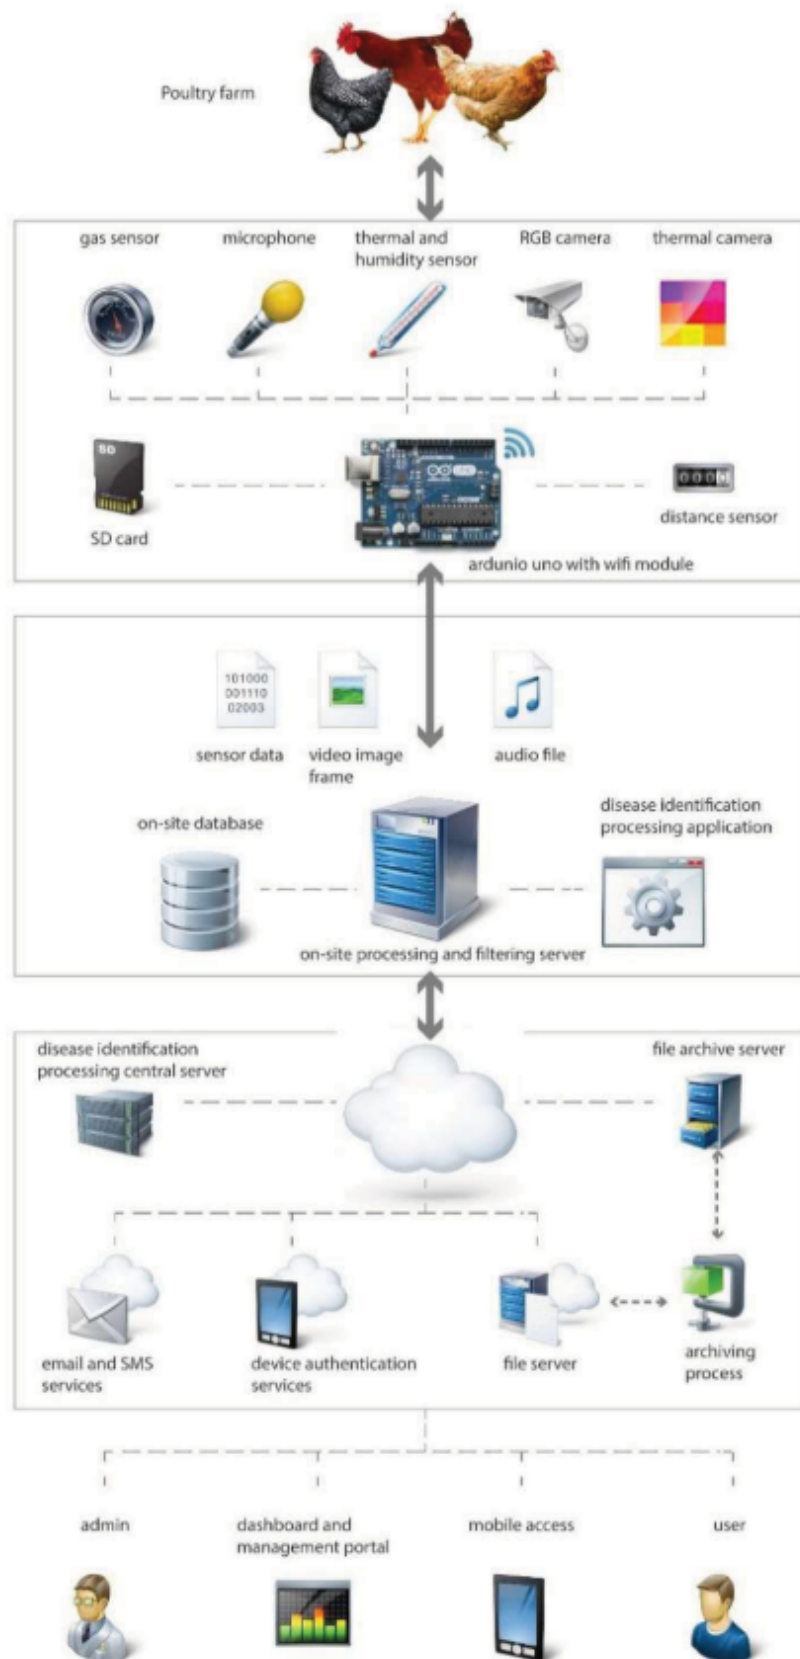 Poultry farm
gas sensor
microphone
thermal and
humidity sensor
RGB camera
thermal camera
SD
SD card
UNO
distance sensor
ardunio uno with wifi module
101000
001110
02003
sensor data
video image
frame
audio file
on-site database
disease identification
processing application
on-site processing and filtering server
disease identification
processing central server
file archive server
email and SMS
services
device authentication
services
file server
archiving
process
admin
dashboard and
management portal
mobile access
user